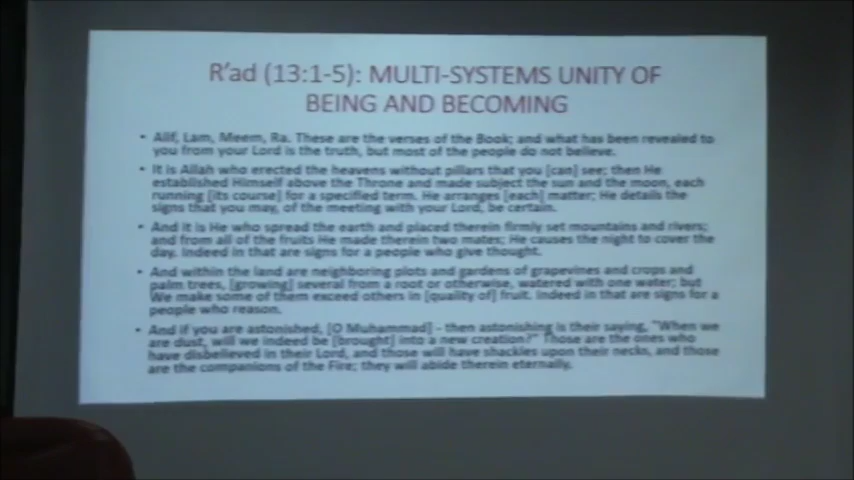 R'ad (13:1-5): MULTI-SYSTEMS UNITY OF
BEING AND BECOMING
• Alif, Lam, Meem, Ra. These are the verses of the Book; and what has been revealed to
you from your Lord is the truth, but most of the people do not believe.
• It is Allah who erected the heavens without pillars that you [can] see; then He
established Himself above the Throne and made subject the sun and the moon, each
running [its course] for a specified term. He arranges [each] matter; He details the
signs that you may, of the meeting with your Lord, be certain.
• And it is He who spread the earth and placed therein firmly set mountains and rivers;
and from all of the fruits He made therein two mates; He causes the night to cover the
day. Indeed in that are signs for a people who give thought.
• And within the land are neighboring plots and gardens of grapevines and crops and
palm trees, [growing] several from a root or otherwise, watered with one water; but
We make some of them exceed others in [quality of] fruit. Indeed in that are signs for a
people who reason.
• And if you are astonished, [O Muhammad] - then astonishing is their saying, "When we
are dust, will we indeed be [brought] into a new creation?" Those are the ones who
have disbelieved in their Lord, and those will have shackles upon their necks, and those
are the companions of the Fire; they will abide therein eternally.